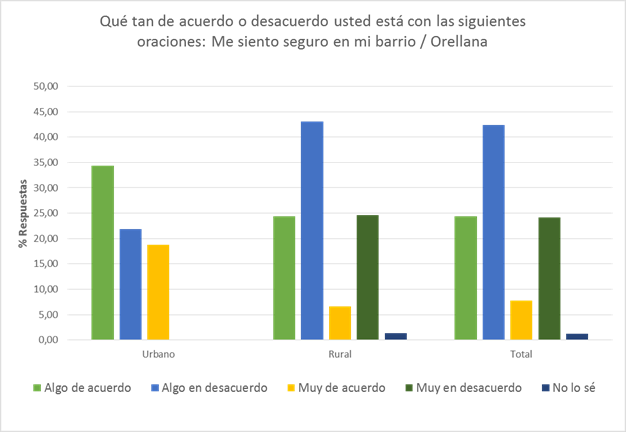 Qué tan de acuerdo o desacuerdo usted está con las siguientes
oraciones: Me siento seguro en mi barrio / Orellana
% Respuestas
50,00
45,00
40,00
35,00
30,00
25,00
20,00
15,00
10,00
5,00
0,00
Urbano Rural Total
Algo de acuerdo Algo en desacuerdo Muy de acuerdo Muy en desacuerdo No lo sé